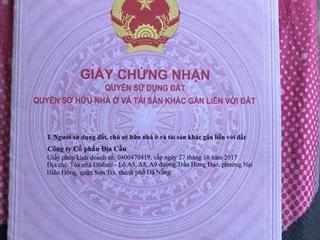 GIẤY CHỨNG NHẬN
QUYỀN SỬ DỤNG ĐẤT
QUYỀN SỞ HỮU NHÀ Ở VÀ TÀI SẢN KHÁC GẮN LIỀN VỚI ĐẤT
I. Người sử dụng đất, chủ sở hữu nhà ở và tài sản khác gắn liền với đất
Công ty Cổ phần Địa Cầu
Giấy phép kinh doanh số: 0400470419, cấp ngày 27 tháng 10 năm 2017
Địa chỉ: Tòa nhà - Lô A5, A8, A9 đường Trần Hưng Đạo, phường Nại
Hiên Đông, quận Sơn Trà, thành phố Đà Nẵng